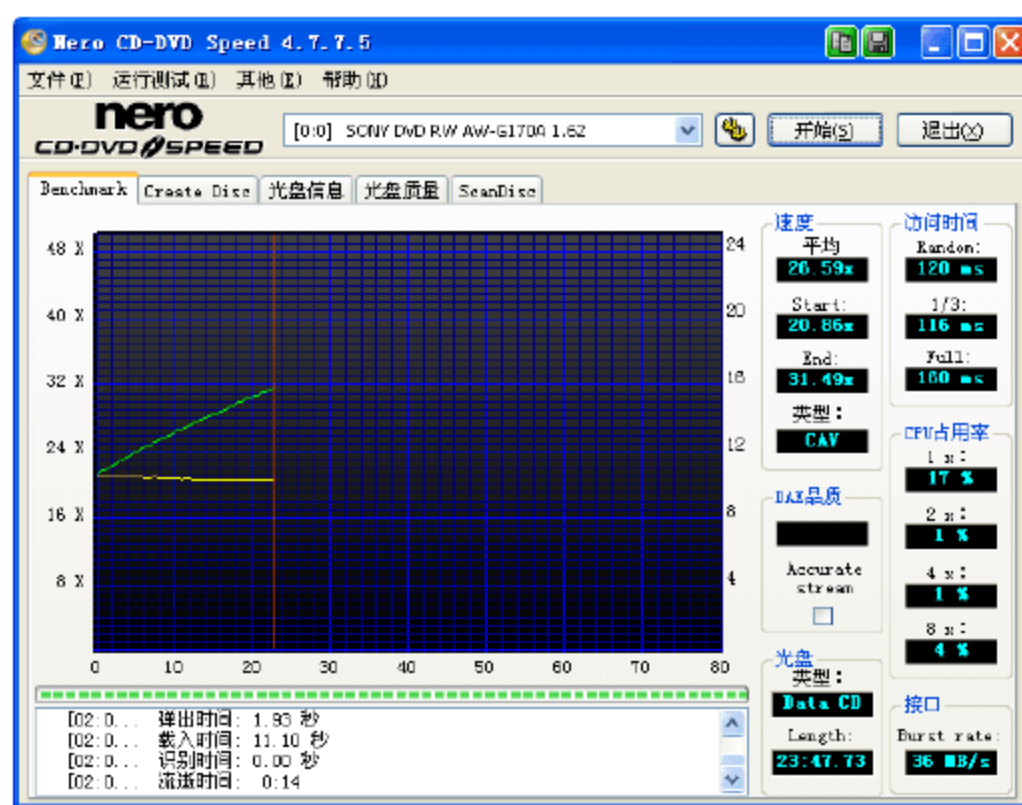 Nero CD-DVD Speed 4.7.7.5
文件(F) 运行测试(R) 其他(E) 帮助(H)
nero
CD·DVD SPEED
[0:0] SONY DVD RW AW-G170A 1.62
开始(S) 退出(X)
Benchmark Create Disc 光盘信息 光盘质量 ScanDisc
48 X
40 X
32 X
24 X
16 X
8 X
24
20
16
12
8
4
0 10 20 30 40 50 60 70 80
速度
平均
26.59x
Start:
20.86x
End:
31.49x
类型：
CAV
访问时间
Random:
120 ms
1/3:
116 ms
Full:
160 ms
CPU占用率
1 x：
17 %
2 x：
1 %
4 x：
1 %
8 x：
4 %
DAE品质
Accurate
stream
光盘
类型：
Data CD
Length:
23:47.73
接口
Burst rate:
36 MB/s
[02:0... 弹出时间: 1.93 秒
[02:0... 载入时间: 11.10 秒
[02:0... 识别时间: 0.00 秒
[02:0... 流逝时间: 0:14